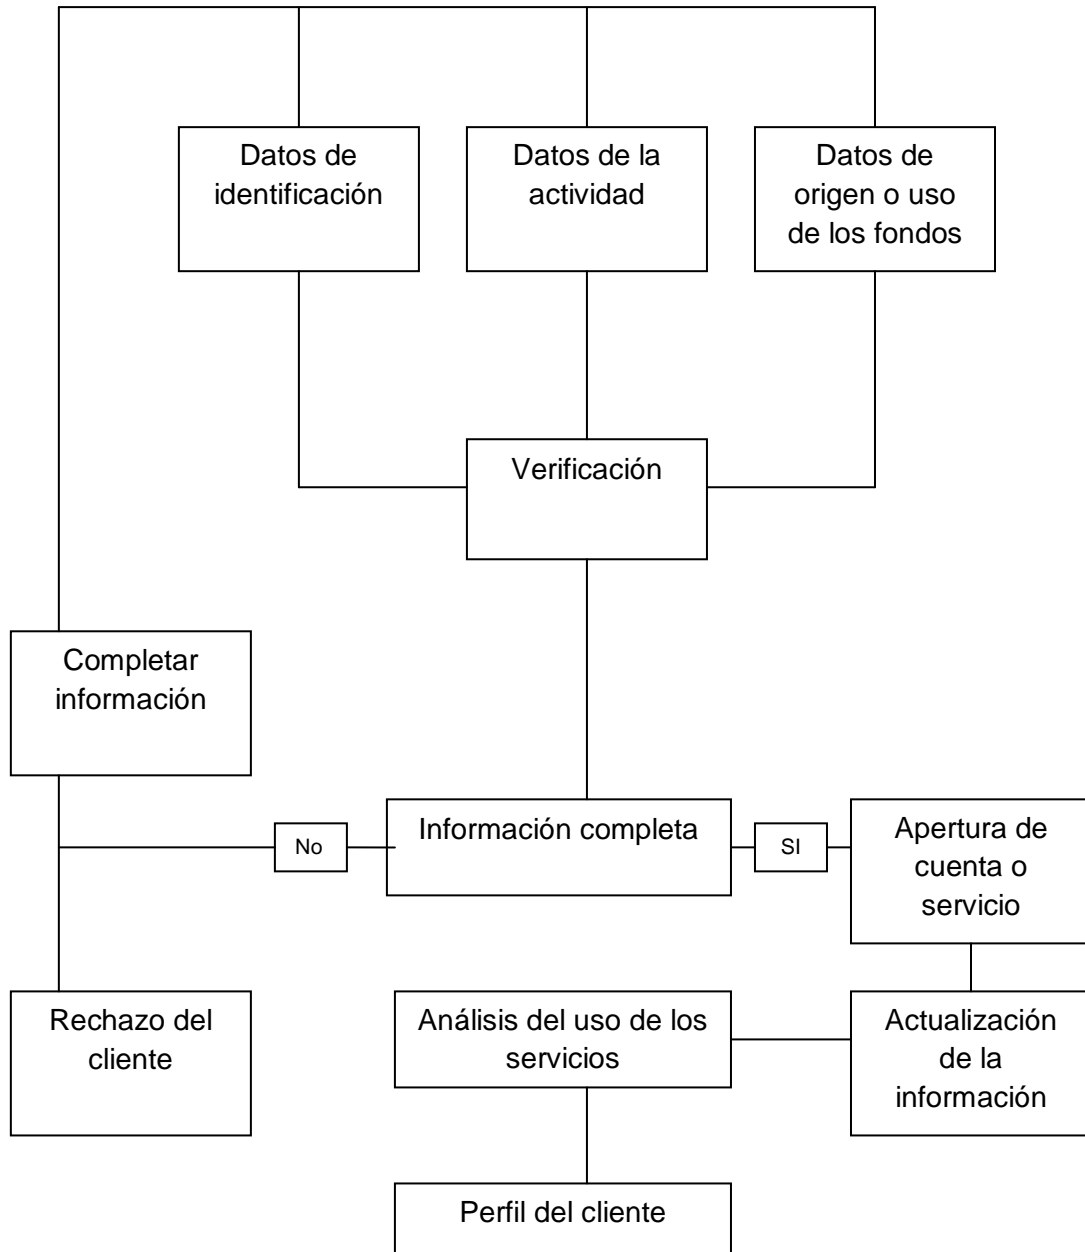 Datos de
identificación
Datos de la
actividad
Datos de
origen o uso
de los fondos
Verificación
Completar
información
No
Información completa
SI
Apertura de
cuenta o
servicio
Rechazo del
cliente
Análisis del uso de los
servicios
Actualización
de la
información
Perfil del cliente